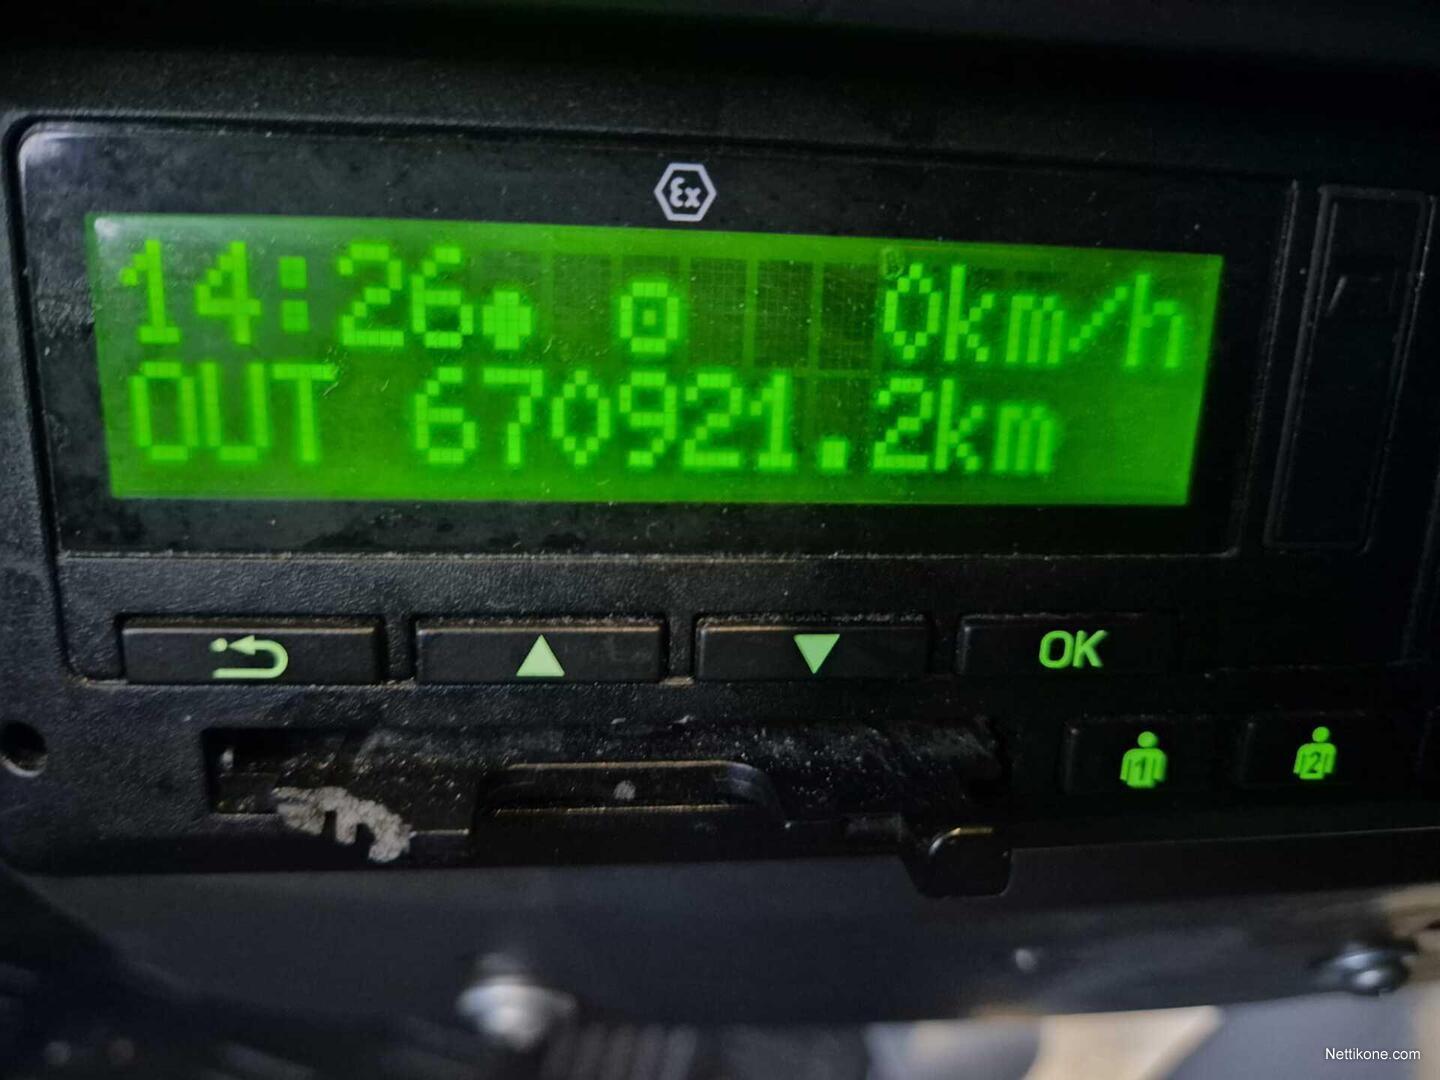 Ex
14:26● 0km/h
OUT 670921.2km
OK
1 2
Nettikone.com